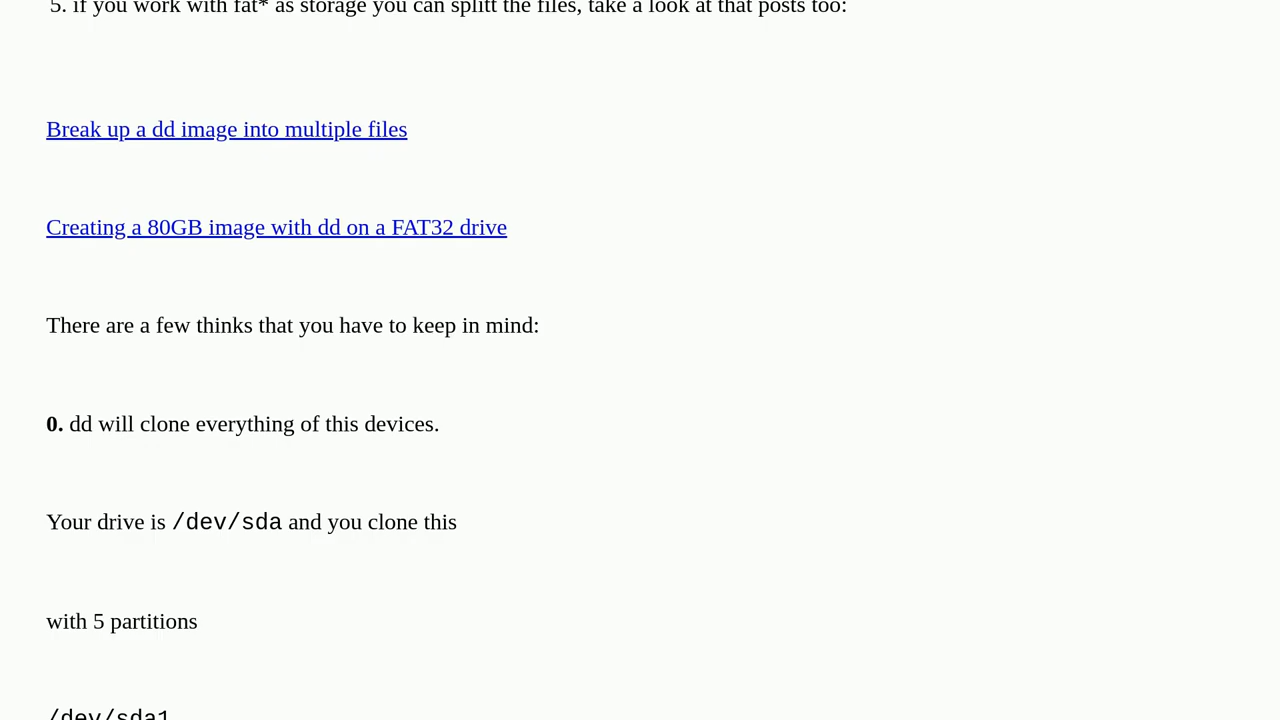 5. if you work with fat* as storage you can splitt the files, take a look at that posts too:
Break up a dd image into multiple files
Creating a 80GB image with dd on a FAT32 drive
There are a few thinks that you have to keep in mind:
0. dd will clone everything of this devices.
Your drive is /dev/sda and you clone this
with 5 partitions
/dev/sda1